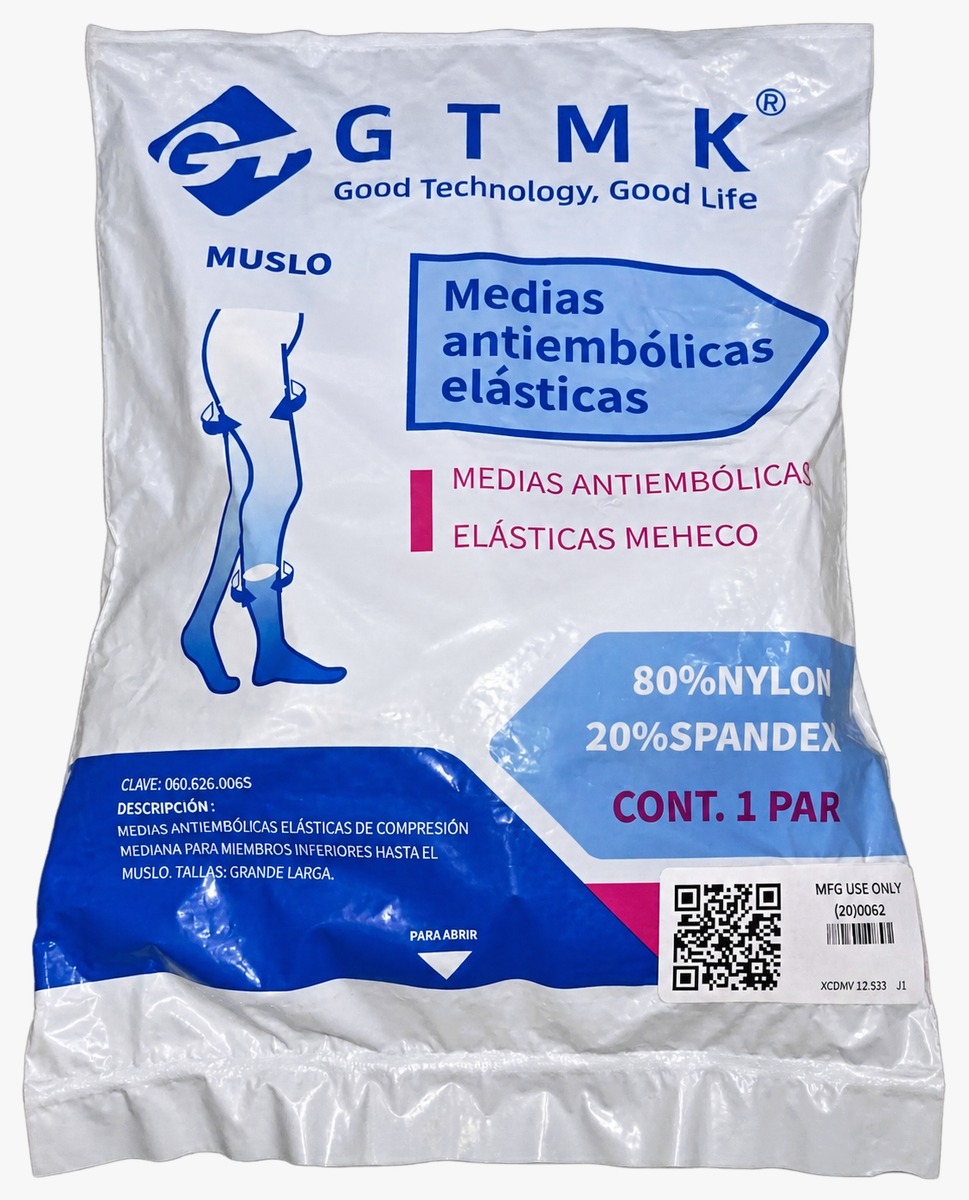 GT
G T M K®
Good Technology, Good Life
MUSLO
Medias
antiembólicas
elásticas
MEDIAS ANTIEMBÓLICAS
ELÁSTICAS MEHECO
80%NYLON
20%SPANDEX
CONT. 1 PAR
CLAVE: 060.626.006S
DESCRIPCIÓN :
MEDIAS ANTIEMBÓLICAS ELÁSTICAS DE COMPRESIÓN
MEDIANA PARA MIEMBROS INFERIORES HASTA EL
MUSLO. TALLAS: GRANDE LARGA.
PARA ABRIR
MFG USE ONLY
(20)0062
XCDMV 12.533 J1